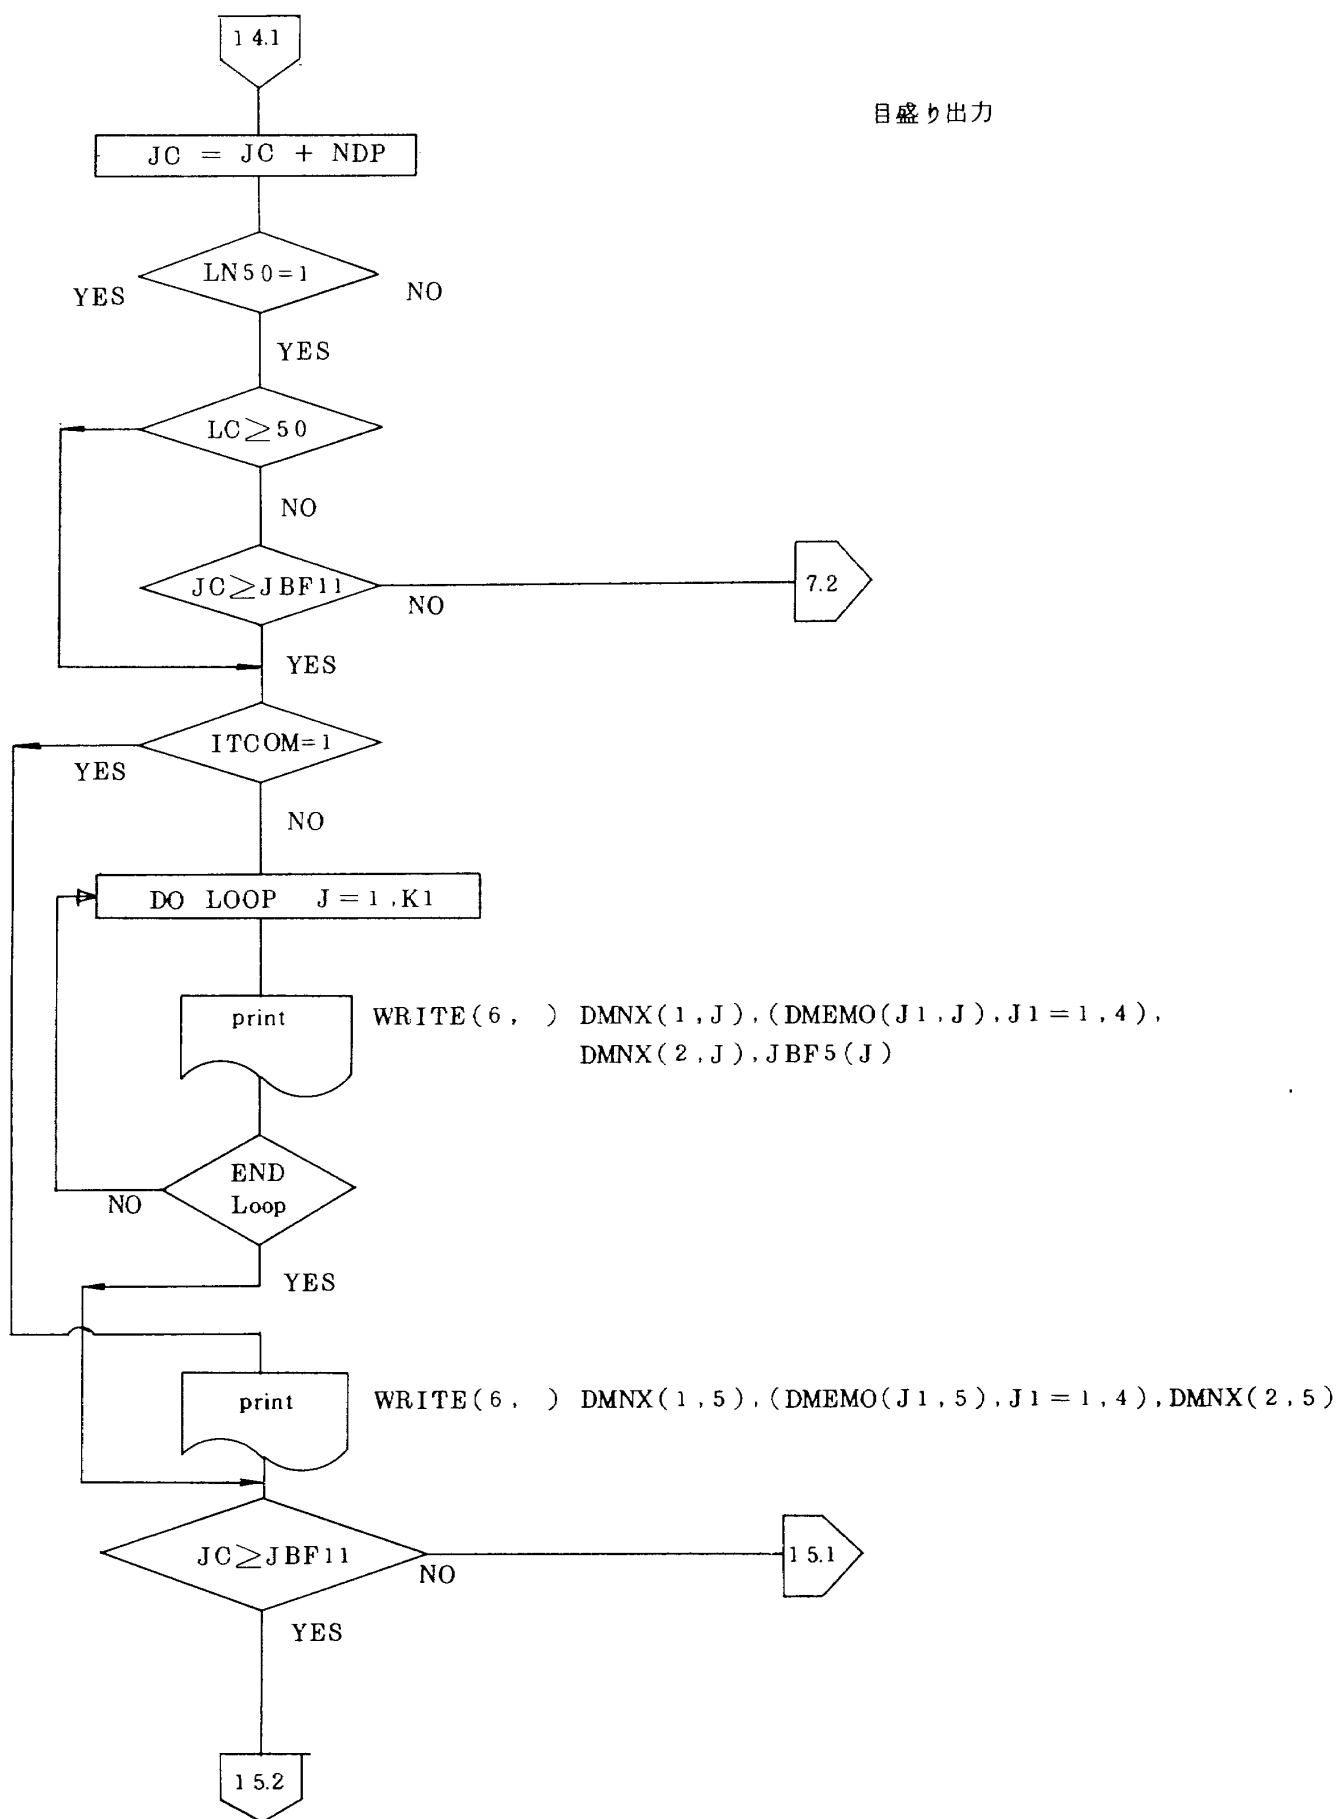 14.1
目盛り出力
JC = JC + NDP
LN50=1
YES
NO
YES
LC≥50
NO
JC≥JBF11
NO
7.2
YES
ITCOM=1
YES
NO
DO LOOP J=1,K1
print
WRITE(6, ) DMNX(1,J),(DMEMO(J1,J),J1=1,4),
DMNX(2,J),JBF5(J)
END
Loop
NO
YES
print
WRITE(6, ) DMNX(1,5),(DMEMO(J1,5),J1=1,4),DMNX(2,5)
JC≥JBF11
NO
15.1
YES
15.2